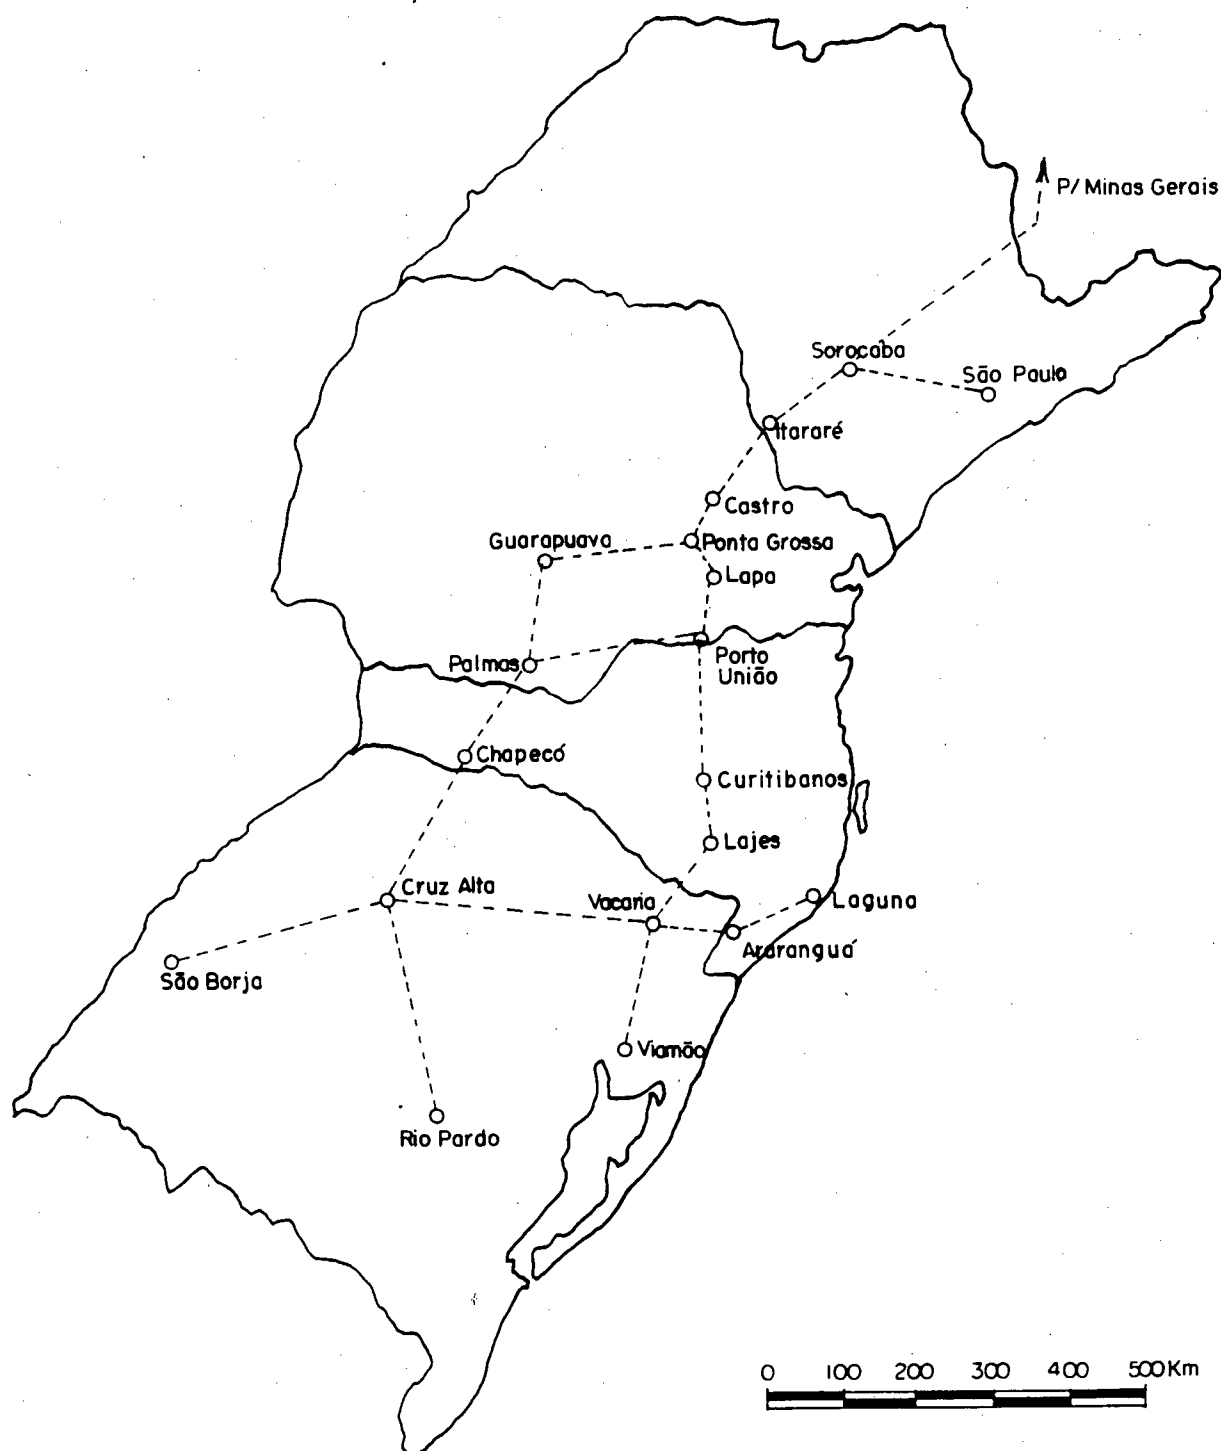 P/ Minas Gerais
Sorocaba
São Paulo
Itararé
Castro
Guarapuava
Ponta Grossa
Lapa
Palmas
Porto
União
Chapecó
Curitibanos
Lajes
Cruz Alta
Vacaria
Laguna
Araranguá
São Borja
Viamão
Rio Pardo
0 100 200 300 400 500Km